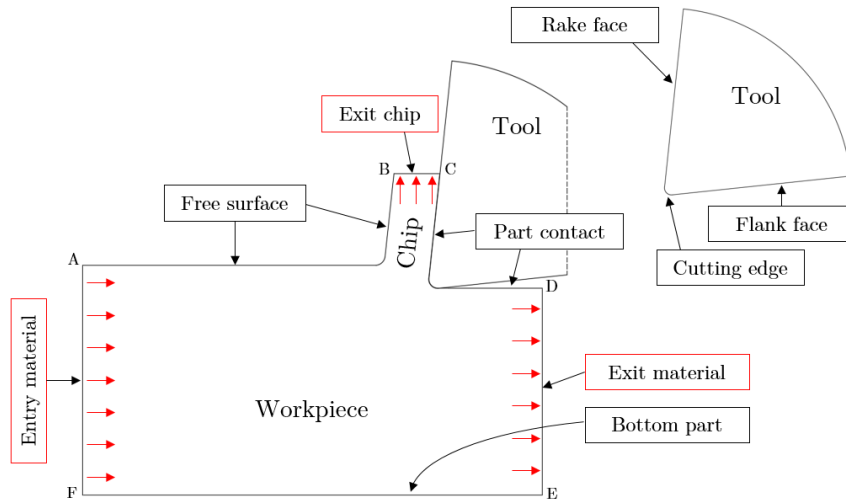 Rake face
Tool
Exit chip
Tool
B
C
Free surface
Chip
Part contact
Flank face
Cutting edge
A
D
Entry material
Workpiece
Exit material
Bottom part
F
E